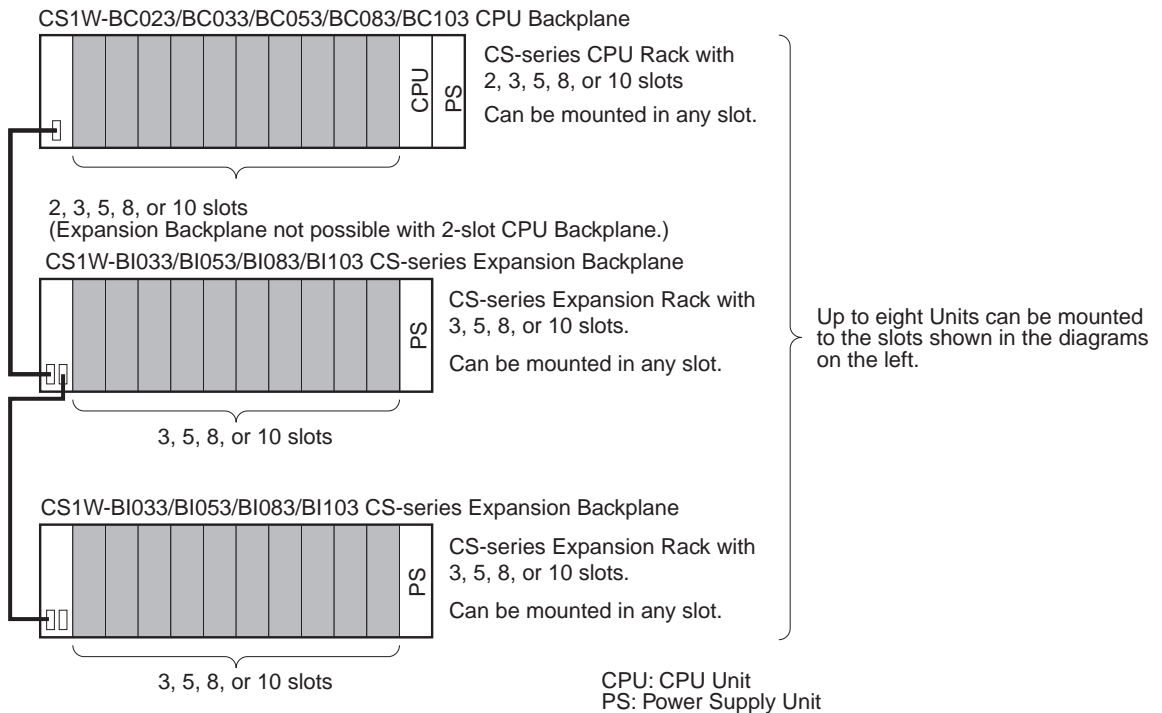 CS1W-BC023/BC033/BC053/BC083/BC103 CPU Backplane
CPU
PS
CS-series CPU Rack with
2, 3, 5, 8, or 10 slots
Can be mounted in any slot.
2, 3, 5, 8, or 10 slots
(Expansion Backplane not possible with 2-slot CPU Backplane.)
CS1W-BI033/BI053/BI083/BI103 CS-series Expansion Backplane
PS
CS-series Expansion Rack with
3, 5, 8, or 10 slots.
Can be mounted in any slot.
3, 5, 8, or 10 slots
Up to eight Units can be mounted
to the slots shown in the diagrams
on the left.
CS1W-BI033/BI053/BI083/BI103 CS-series Expansion Backplane
PS
CS-series Expansion Rack with
3, 5, 8, or 10 slots.
Can be mounted in any slot.
3, 5, 8, or 10 slots
CPU: CPU Unit
PS: Power Supply Unit